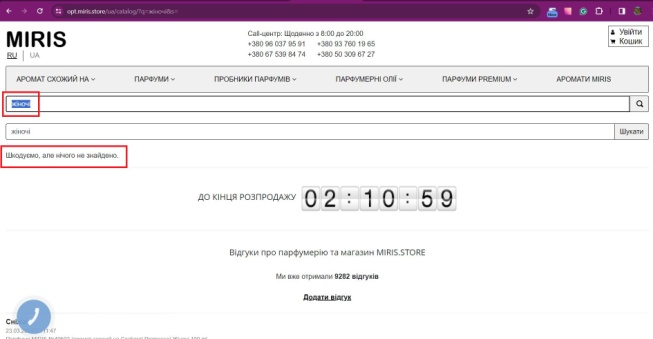 opt.miris.store/ua/catalog/?q=жіночі&s=
MIRIS
RU | UA
Call-центр: Щоденно з 8:00 до 20:00
+380 96 037 95 91 +380 93 760 19 65
+380 67 539 84 74 +380 50 309 67 27
Увійти
Кошик
АРОМАТ СХОЖИЙ НА
ПАРФУМИ
ПРОБНИКИ ПАРФУМІВ
ПАРФУМЕРНІ ОЛІЇ
ПАРФУМИ PREMIUM
АРОМАТИ MIRIS
жіночі
жіночі
Шукати
Шкодуємо, але нічого не знайдено.
ДО КІНЦЯ РОЗПРОДАЖУ 02:10:59
Відгуки про парфумерію та магазин MIRIS.STORE
Ми вже отримали 9282 відгуків
Додати відгук